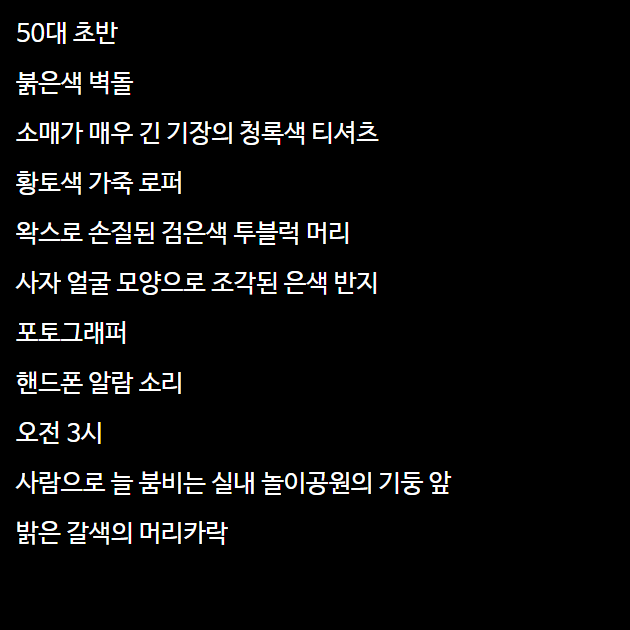 50대 초반
붉은색 벽돌
소매가 매우 긴 기장의 청록색 티셔츠
황토색 가죽 로퍼
왁스로 손질된 검은색 투블럭 머리
사자 얼굴 모양으로 조각된 은색 반지
포토그래퍼
핸드폰 알람 소리
오전 3시
사람으로 늘 붐비는 실내 놀이공원의 기둥 앞
밝은 갈색의 머리카락